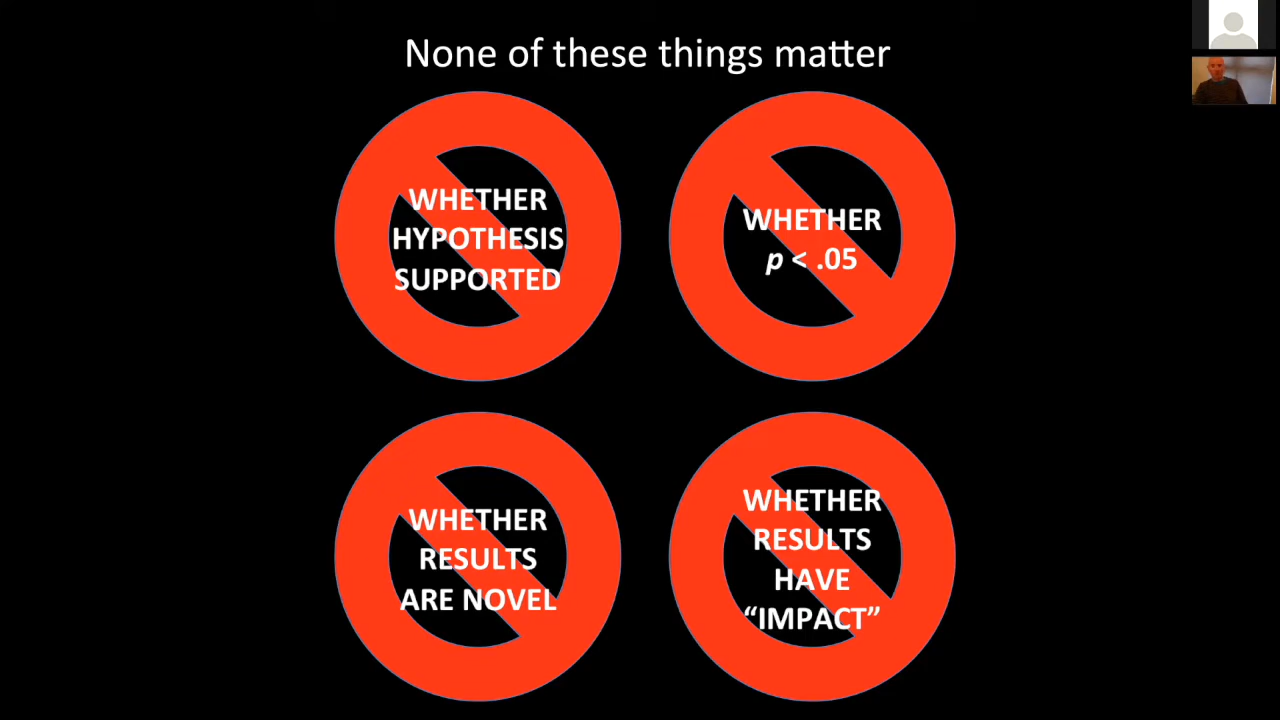 None of these things matter
WHETHER
HYPOTHESIS
SUPPORTED
WHETHER
p < .05
WHETHER
RESULTS
ARE NOVEL
WHETHER
RESULTS
HAVE
“IMPACT”